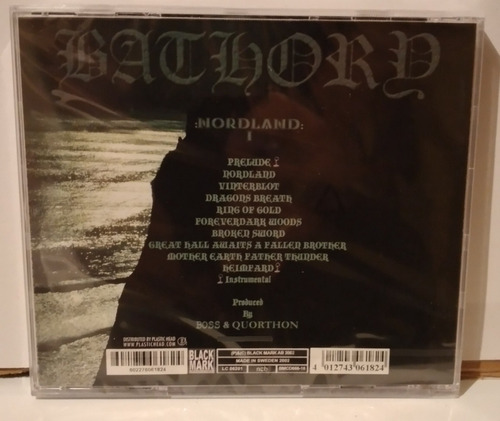 BATHORY
:NORDLAND:
I
PRELUDE
NORDLAND
VINTERBLOT
DRAGONS BREATH
RING OF GOLD
FOREVERDARK WOODS
BROKEN SWORD
GREAT HALL AWAITS A FALLEN BROTHER
MOTHER EARTH FATHER THUNDER
HEIMFARD
Instrumental
Produced
By
BOSS & QUORTHON
DISTRIBUTED BY PLASTIC HEAD
WWW.PLASTICHEAD.COM
BLACK
MARK
(P)&(C) BLACK MARK AB 2002
MADE IN SWEDEN 2002
4 012743 061824